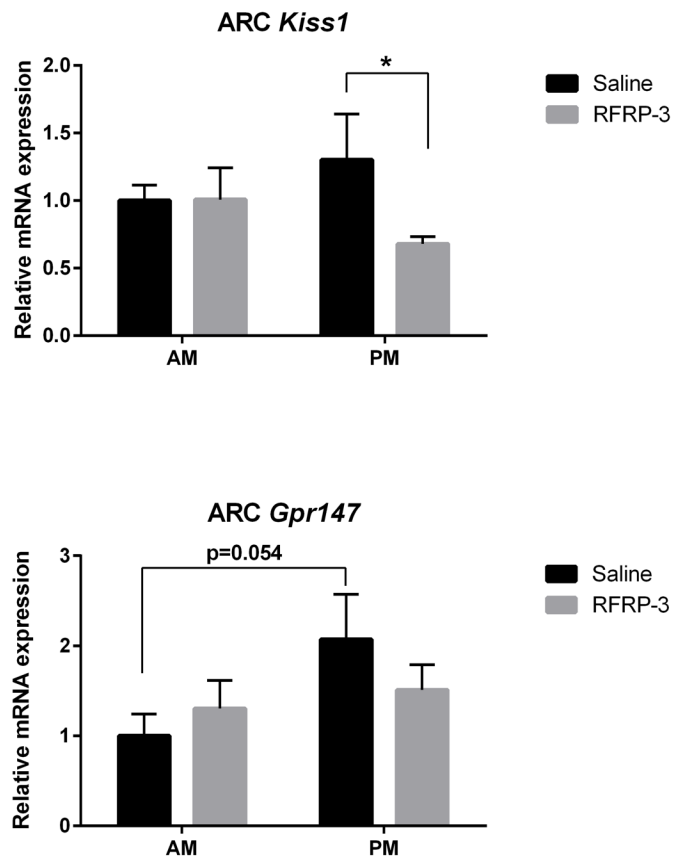 ARC Kiss1
Relative mRNA expression
2.0
1.5
1.0
0.5
0.0
*
AM
PM
Saline
RFRP-3
ARC Gpr147
Relative mRNA expression
3
2
1
0
p=0.054
AM
PM
Saline
RFRP-3